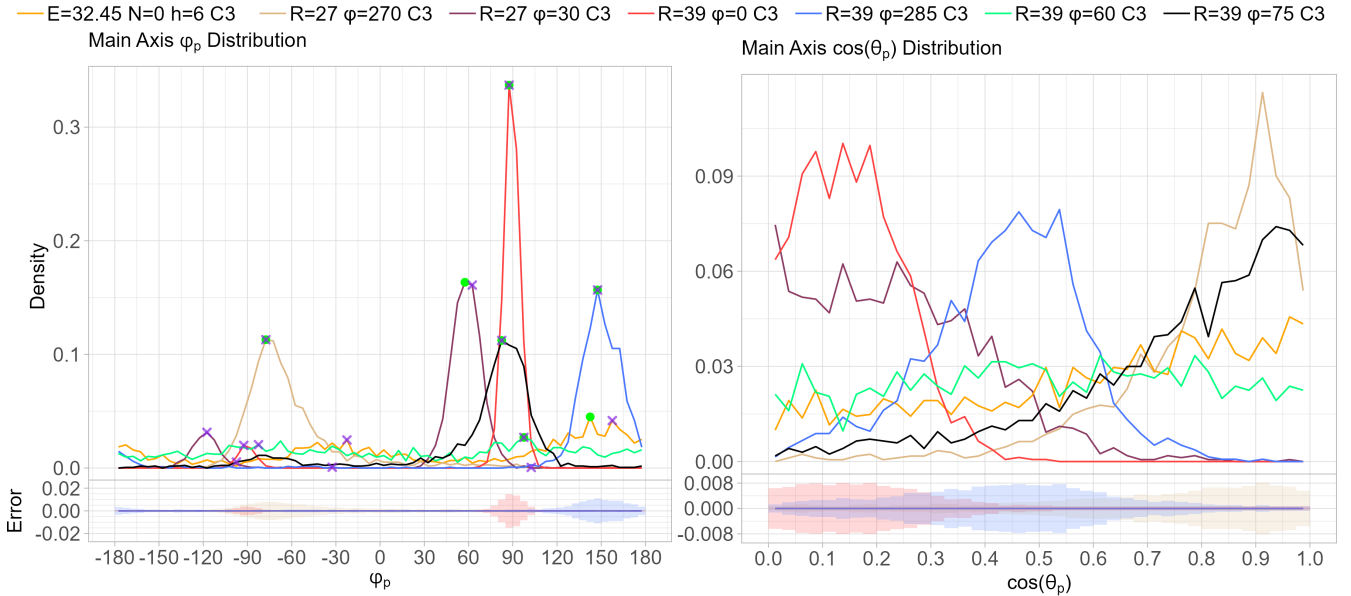 E=32.45 N=0 h=6 C3 R=27 φ=270 C3 R=27 φ=30 C3 R=39 φ=0 C3 R=39 φ=285 C3 R=39 φ=60 C3 R=39 φ=75 C3
Main Axis φp Distribution
Density
0.3
0.2
0.1
0.0
Error
0.02
0.00
-0.02
-180 -150 -120 -90 -60 -30 0 30 60 90 120 150 180
φp
Main Axis cos(θp) Distribution
0.09
0.06
0.03
0.00
0.008
0.000
-0.008
0.0 0.1 0.2 0.3 0.4 0.5 0.6 0.7 0.8 0.9 1.0
cos(θp)